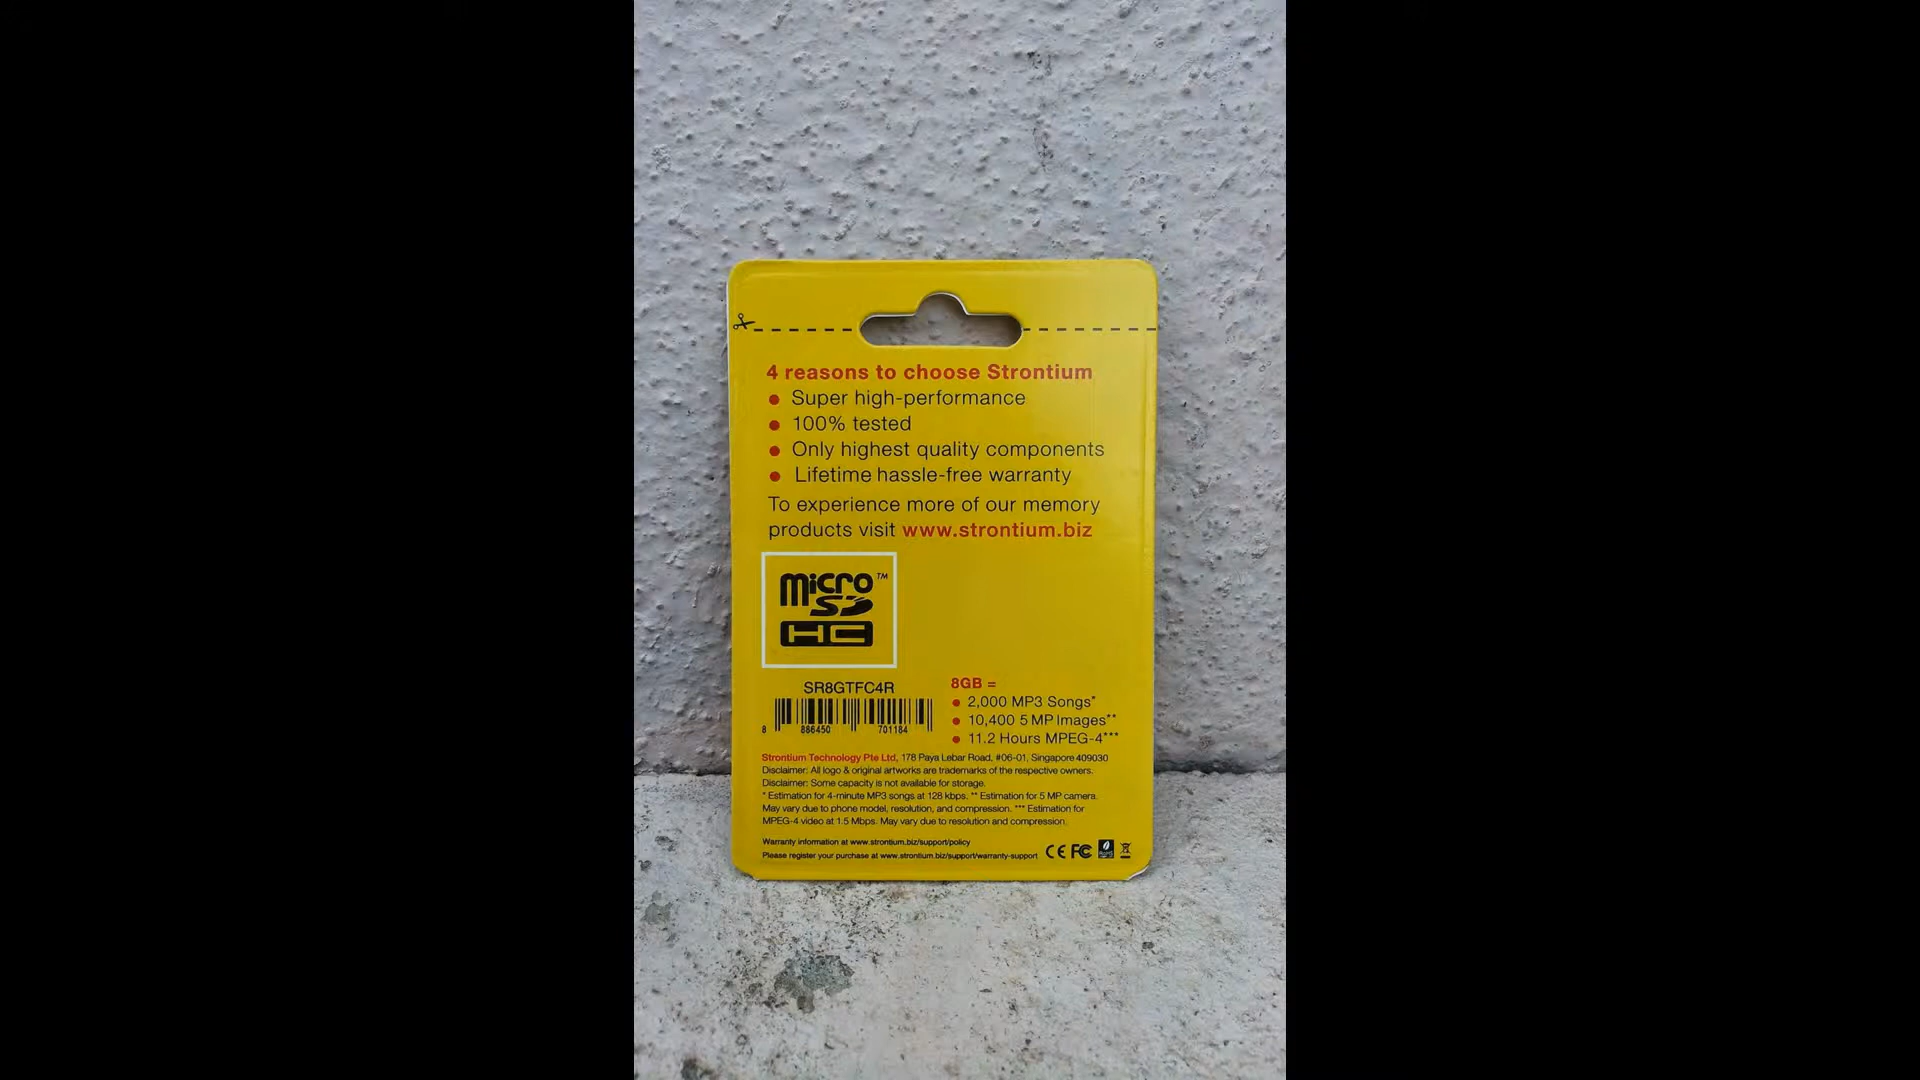 4 reasons to choose Strontium
Super high-performance
100% tested
Only highest quality components
Lifetime hassle-free warranty
To experience more of our memory
products visit www.strontium.biz
micro™
SD
HC
SR8GTFC4R
8 886450 701184
8GB =
2,000 MP3 Songs*
10,400 5 MP Images**
11.2 Hours MPEG-4***
Strontium Technology Pte Ltd, 178 Paya Lebar Road, #06-01, Singapore 409030
Disclaimer: All logo & original artworks are trademarks of the respective owners.
Disclaimer: Some capacity is not available for storage.
* Estimation for 4-minute MP3 songs at 128 kbps. ** Estimation for 5 MP camera.
May vary due to phone model, resolution, and compression. *** Estimation for
MPEG-4 video at 1.5 Mbps. May vary due to resolution and compression.
Warranty information at www.strontium.biz/support/policy
Please register your purchase at www.strontium.biz/support/warranty-support
CE FC